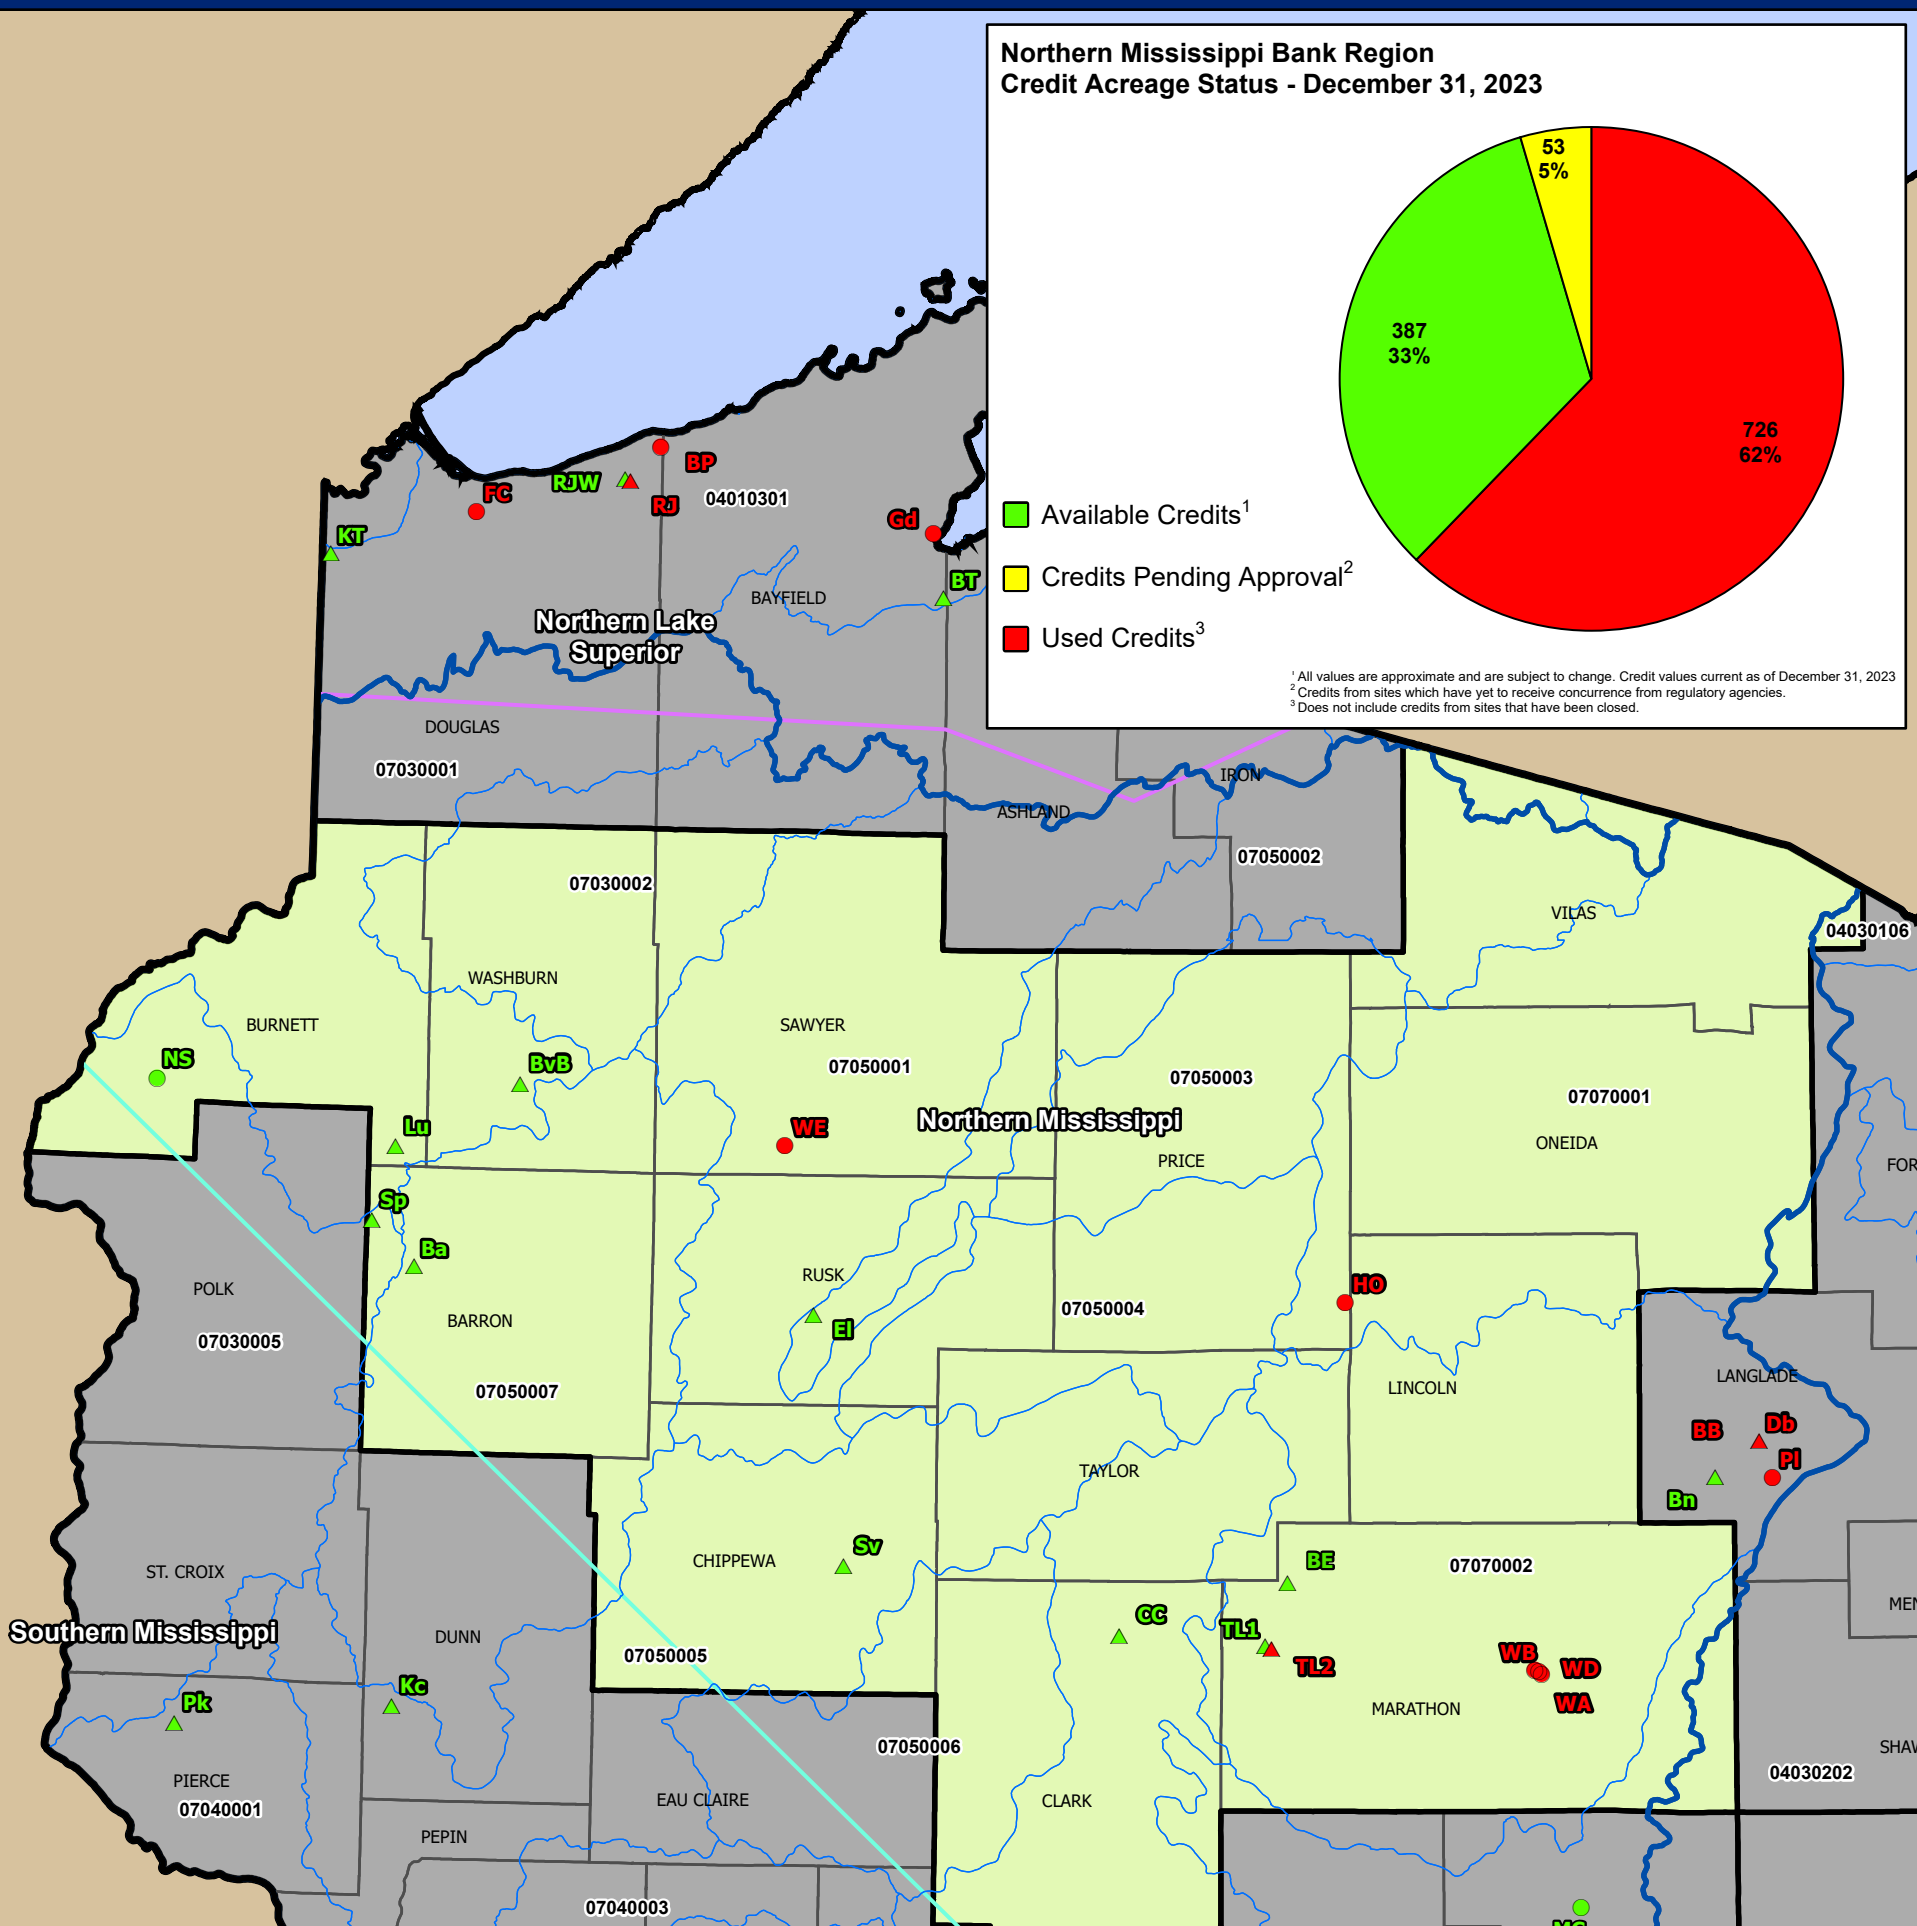 Northern Mississippi Bank Region
Credit Acreage Status - December 31, 2023
53
5%
387
33%
726
62%
Available Credits1
Credits Pending Approval2
Used Credits3
1 All values are approximate and are subject to change. Credit values current as of December 31, 2023
2 Credits from sites which have yet to receive concurrence from regulatory agencies.
3 Does not include credits from sites that have been closed.
BP
RJW
FC
RJ
04010301
Gd
KT
BT
BAYFIELD
Northern Lake
Superior
DOUGLAS
07030001
IRON
ASHLAND
07050002
07030002
VILAS
04030106
WASHBURN
BURNETT
SAWYER
NS
BvB
07050001
07050003
07070001
Lu
WE
Northern Mississippi
ONEIDA
PRICE
FOR
Sp
Ba
POLK
RUSK
HO
07050004
BARRON
El
07030005
LANGLADE
07050007
LINCOLN
BB
Db
TAYLOR
Pl
Bn
Sv
CHIPPEWA
BE
07070002
ST. CROIX
MEN
CC
Southern Mississippi
DUNN
TL1
07050005
TL2
WB
WD
Kc
Pk
WA
MARATHON
07050006
SHAW
PIERCE
04030202
07040001
EAU CLAIRE
CLARK
PEPIN
07040003